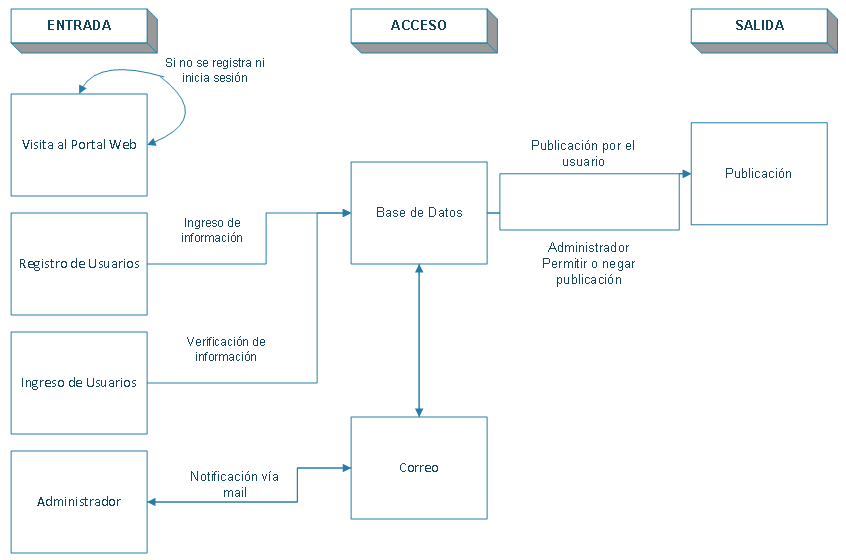 ENTRADA
ACCESO
SALIDA
Si no se registra ni
inicia sesión
Visita al Portal Web
Publicación por el
usuario
Publicación
Ingreso de
información
Base de Datos
Registro de Usuarios
Administrador
Permitir o negar
publicación
Verificación de
información
Ingreso de Usuarios
Notificación vía
mail
Correo
Administrador